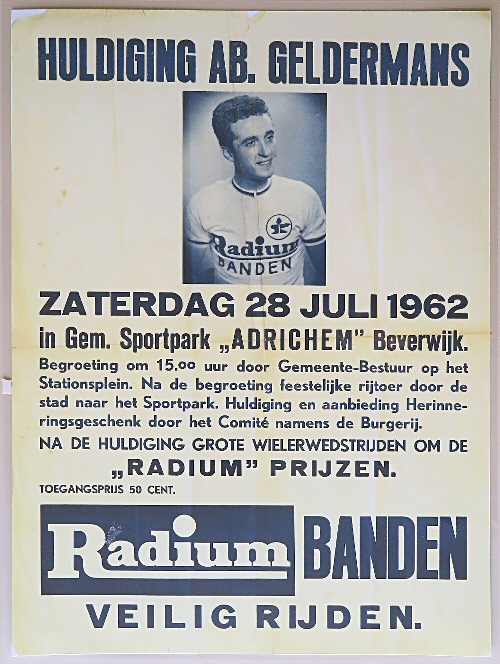 HULDIGING AB. GELDERMANS
Radium
BANDEN
ZATERDAG 28 JULI 1962
in Gem. Sportpark „ADRICHEM” Beverwijk.
Begroeting om 15.00 uur door Gemeente-Bestuur op het
Stationsplein. Na de begroeting feestelijke rijtoer door de
stad naar het Sportpark. Huldiging en aanbieding Herinne-
ringsgeschenk door het Comité namens de Burgerij.
NA DE HULDIGING GROTE WIELERWEDSTRIJDEN OM DE
„RADIUM” PRIJZEN.
TOEGANGSPRIJS 50 CENT.
Radium BANDEN
VEILIG RIJDEN.